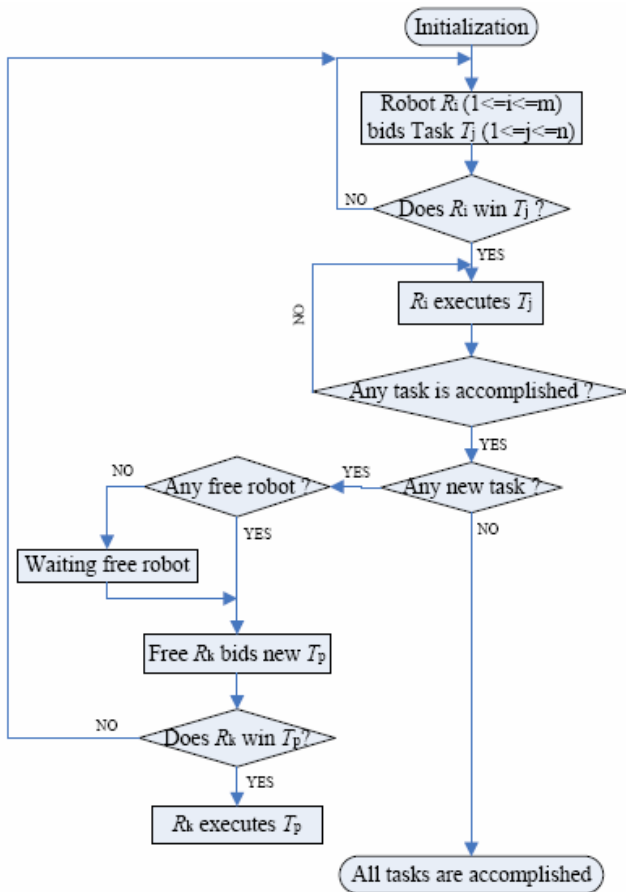 Initialization
Robot Ri (1<=i<=m)
bids Task Tj (1<=j<=n)
NO
Does Ri win Tj ?
YES
NO
Ri executes Tj
Any task is accomplished ?
YES
NO
Any free robot ?
YES
Any new task ?
YES
NO
Waiting free robot
Free Rk bids new Tp
NO
Does Rk win Tp?
YES
Rk executes Tp
All tasks are accomplished